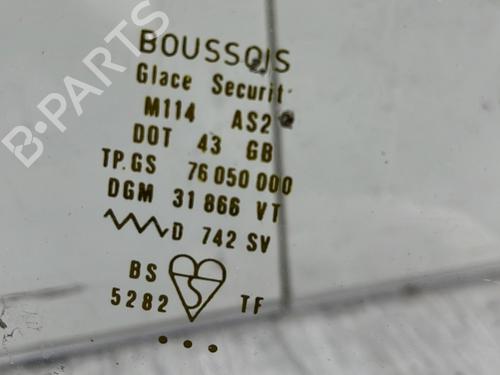 BOUSSOIS
Glace Securit
M114 AS2
DOT 43 GB
TP.GS 76 050 000
DGM 31 866 VT
D 742 SV
BS
5282 TF
B-PARTS